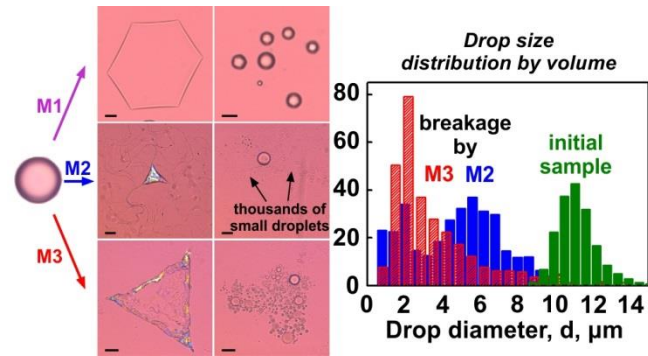 M1
M2
M3
thousands of
small droplets
Drop size
distribution by volume
80
60
40
20
0
breakage
by
M3 M2
initial
sample
0 2 4 6 8 10 12 14
Drop diameter, d, μm